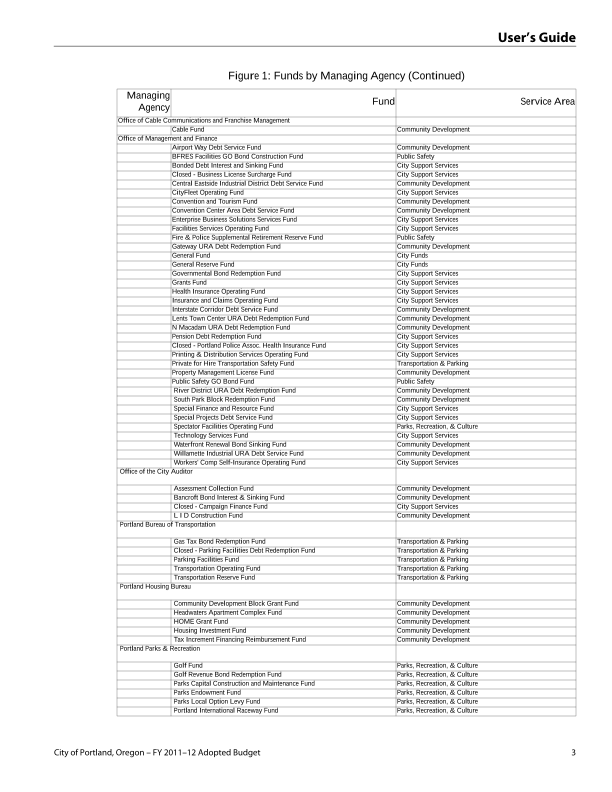 User's Guide
Figure 1: Funds by Managing Agency (Continued)
Managing Agency Fund Service Area
Office of Cable Communications and Franchise Management
Cable Fund Community Development
Office of Management and Finance
Airport Way Debt Service Fund Community Development
BFRES Facilities GO Bond Construction Fund Public Safety
Bonded Debt Interest and Sinking Fund City Support Services
Closed - Business License Surcharge Fund City Support Services
Central Eastside Industrial District Debt Service Fund Community Development
CityFleet Operating Fund City Support Services
Convention and Tourism Fund Community Development
Convention Center Area Debt Service Fund Community Development
Enterprise Business Solutions Services Fund City Support Services
Facilities Services Operating Fund City Support Services
Fire & Police Supplemental Retirement Reserve Fund Public Safety
Gateway URA Debt Redemption Fund Community Development
General Fund City Funds
General Reserve Fund City Funds
Governmental Bond Redemption Fund City Support Services
Grants Fund City Support Services
Health Insurance Operating Fund City Support Services
Insurance and Claims Operating Fund City Support Services
Interstate Corridor Debt Service Fund Community Development
Lents Town Center URA Debt Redemption Fund Community Development
N Macadam URA Debt Redemption Fund Community Development
Pension Debt Redemption Fund City Support Services
Closed - Portland Police Assoc. Health Insurance Fund City Support Services
Printing & Distribution Services Operating Fund City Support Services
Private for Hire Transportation Safety Fund Transportation & Parking
Property Management License Fund Community Development
Public Safety GO Bond Fund Public Safety
River District URA Debt Redemption Fund Community Development
South Park Block Redemption Fund Community Development
Special Finance and Resource Fund City Support Services
Special Projects Debt Service Fund City Support Services
Spectator Facilities Operating Fund Parks, Recreation, & Culture
Technology Services Fund City Support Services
Waterfront Renewal Bond Sinking Fund Community Development
Willamette Industrial URA Debt Service Fund Community Development
Workers' Comp Self-Insurance Operating Fund City Support Services
Office of the City Auditor
Assessment Collection Fund Community Development
Bancroft Bond Interest & Sinking Fund Community Development
Closed - Campaign Finance Fund City Support Services
L I D Construction Fund Community Development
Portland Bureau of Transportation
Gas Tax Bond Redemption Fund Transportation & Parking
Closed - Parking Facilities Debt Redemption Fund Transportation & Parking
Parking Facilities Fund Transportation & Parking
Transportation Operating Fund Transportation & Parking
Transportation Reserve Fund Transportation & Parking
Portland Housing Bureau
Community Development Block Grant Fund Community Development
Headwaters Apartment Complex Fund Community Development
HOME Grant Fund Community Development
Housing Investment Fund Community Development
Tax Increment Financing Reimbursement Fund Community Development
Portland Parks & Recreation
Golf Fund Parks, Recreation, & Culture
Golf Revenue Bond Redemption Fund Parks, Recreation, & Culture
Parks Capital Construction and Maintenance Fund Parks, Recreation, & Culture
Parks Endowment Fund Parks, Recreation, & Culture
Parks Local Option Levy Fund Parks, Recreation, & Culture
Portland International Raceway Fund Parks, Recreation, & Culture
City of Portland, Oregon – FY 2011–12 Adopted Budget 3